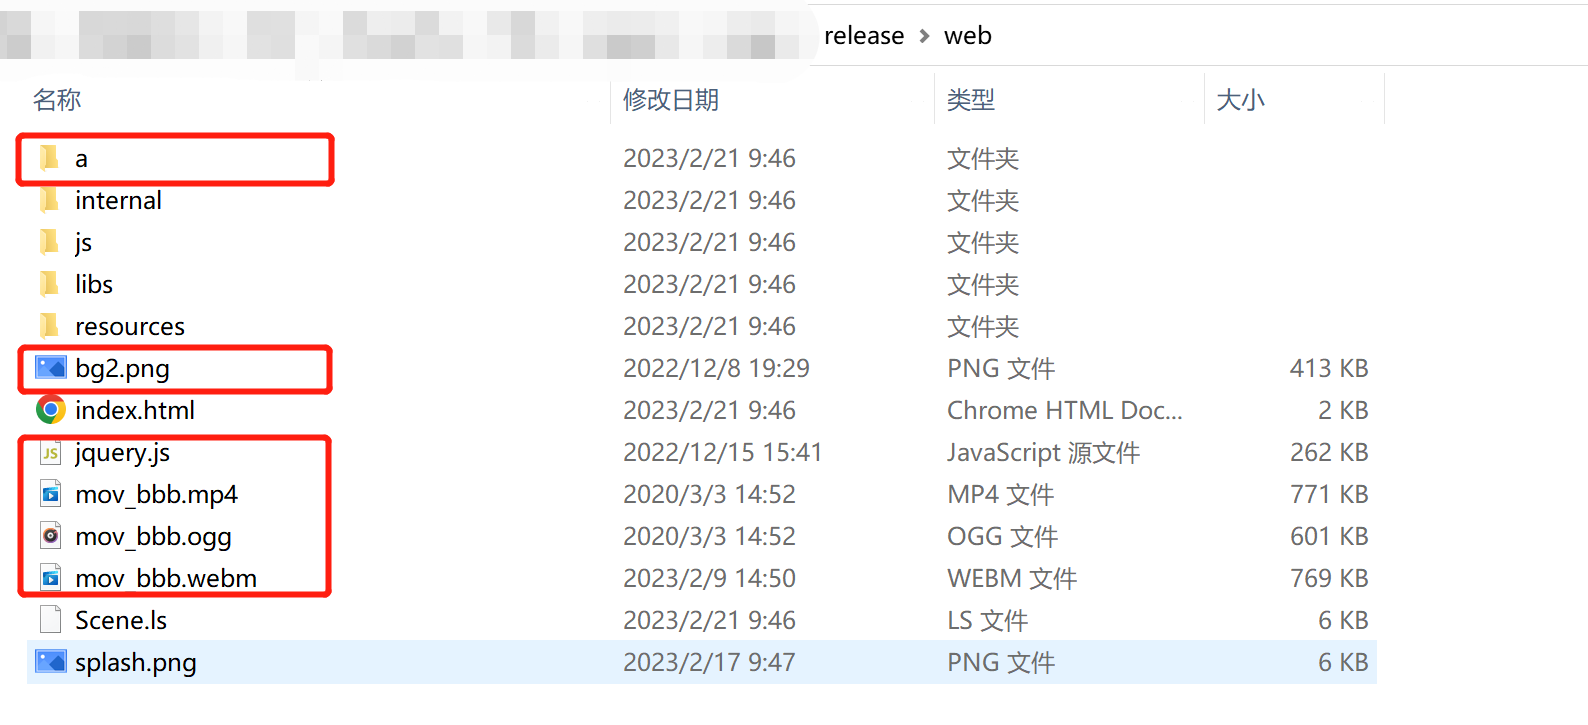 release > web
名称 修改日期 类型 大小
a 2023/2/21 9:46 文件夹
internal 2023/2/21 9:46 文件夹
js 2023/2/21 9:46 文件夹
libs 2023/2/21 9:46 文件夹
resources 2023/2/21 9:46 文件夹
bg2.png 2022/12/8 19:29 PNG 文件 413 KB
index.html 2023/2/21 9:46 Chrome HTML Doc... 2 KB
JS jquery.js 2022/12/15 15:41 JavaScript 源文件 262 KB
mov_bbb.mp4 2020/3/3 14:52 MP4 文件 771 KB
mov_bbb.ogg 2020/3/3 14:52 OGG 文件 601 KB
mov_bbb.webm 2023/2/9 14:50 WEBM 文件 769 KB
Scene.ls 2023/2/21 9:46 LS 文件 6 KB
splash.png 2023/2/17 9:47 PNG 文件 6 KB